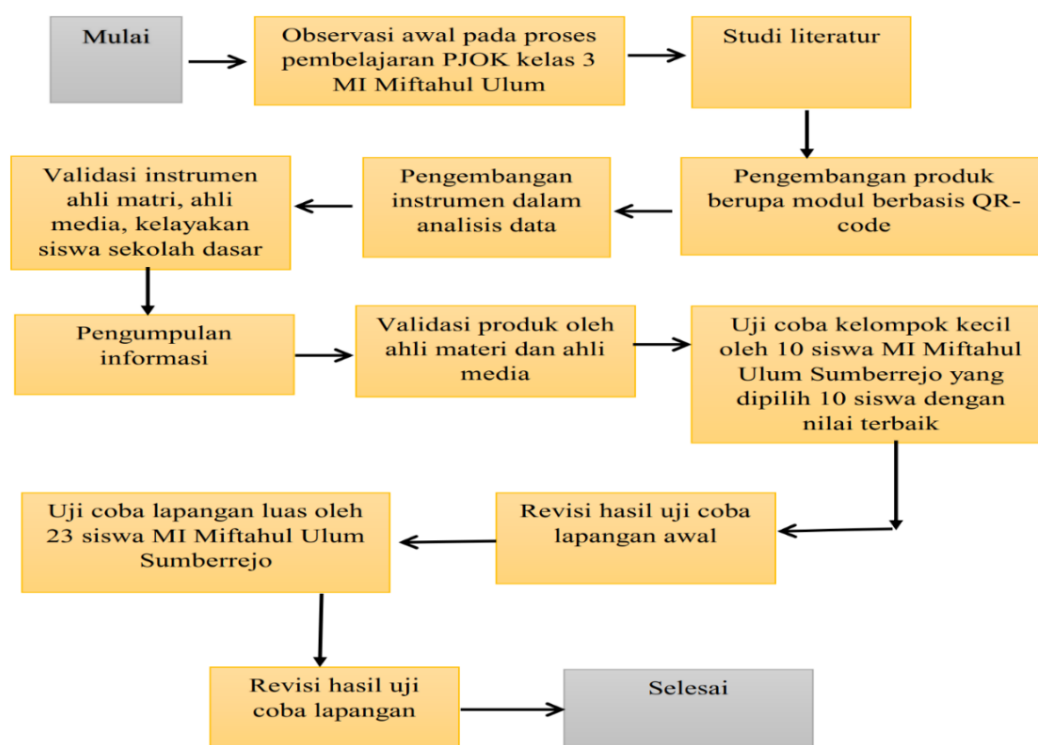 Mulai
Observasi awal pada proses
pembelajaran PJOK kelas 3
MI Miftahul Ulum
Studi literatur
Pengembangan produk
berupa modul berbasis QR-
code
Pengembangan
instrumen dalam
analisis data
Validasi instrumen
ahli matri, ahli
media, kelayakan
siswa sekolah dasar
Pengumpulan
informasi
Validasi produk oleh
ahli materi dan ahli
media
Uji coba kelompok kecil
oleh 10 siswa MI Miftahul
Ulum Sumberrejo yang
dipilih 10 siswa dengan
nilai terbaik
Revisi hasil uji coba
lapangan awal
Uji coba lapangan luas oleh
23 siswa MI Miftahul Ulum
Sumberrejo
Revisi hasil uji
coba lapangan
Selesai